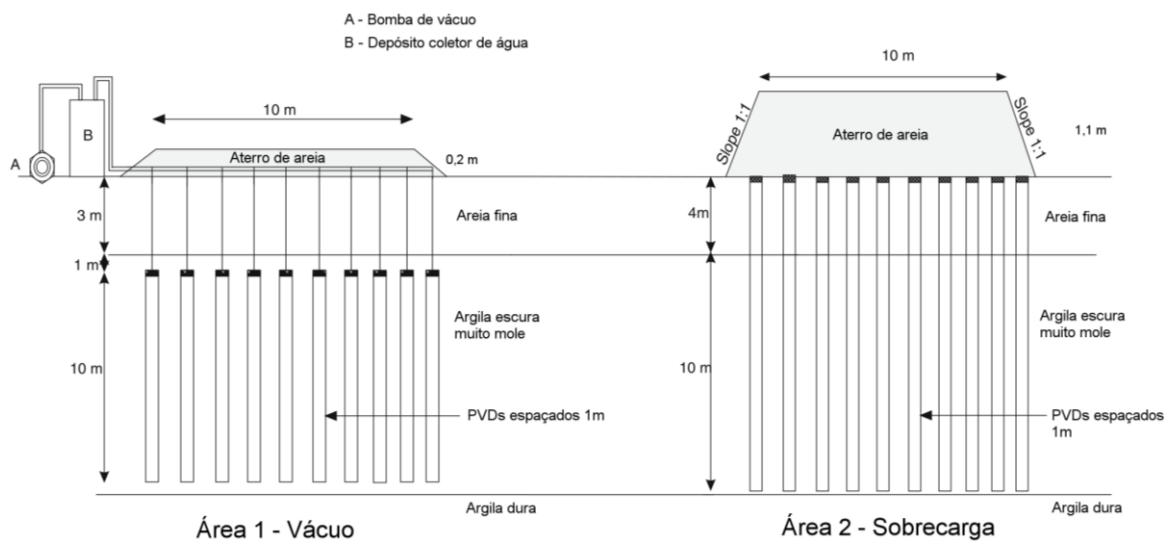 A - Bomba de vácuo
B - Depósito coletor de água
10 m
B
A
Aterro de areia
0,2 m
3 m
Areia fina
1 m
Argila escura
muito mole
10 m
PVDs espaçados 1m
Argila dura
Área 1 - Vácuo
10 m
Slope 1:1
Slope 1:1
Aterro de areia
1,1 m
4m
Areia fina
Argila escura
muito mole
10 m
PVDs espaçados
1m
Argila dura
Área 2 - Sobrecarga